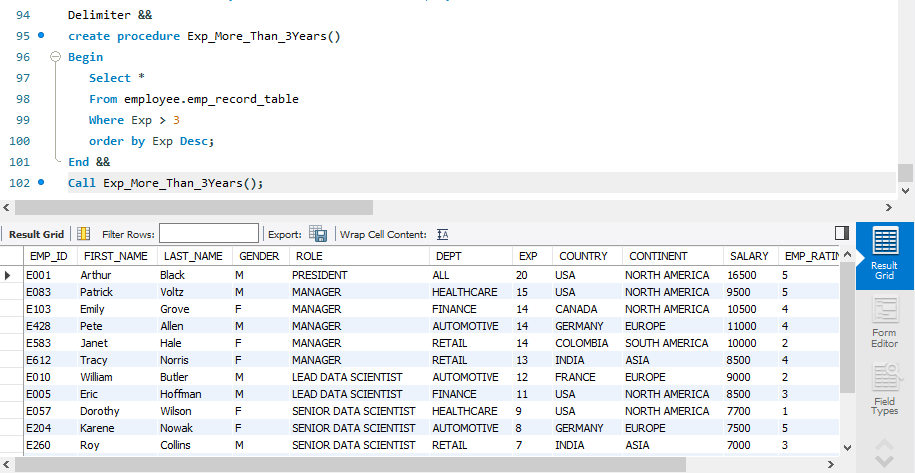 94 Delimiter &&
95 create procedure Exp_More_Than_3Years()
96 Begin
97 Select *
98 From employee.emp_record_table
99 Where Exp > 3
100 order by Exp Desc;
101 End &&
102 Call Exp_More_Than_3Years();
Result Grid Filter Rows: Export: Wrap Cell Content: IA
EMP_ID FIRST_NAME LAST_NAME GENDER ROLE DEPT EXP COUNTRY CONTINENT SALARY EMP_RATIN
E001 Arthur Black M PRESIDENT ALL 20 USA NORTH AMERICA 16500 5
E083 Patrick Voltz M MANAGER HEALTHCARE 15 USA NORTH AMERICA 9500 5
E103 Emily Grove F MANAGER FINANCE 14 CANADA NORTH AMERICA 10500 4
E428 Pete Allen M MANAGER AUTOMOTIVE 14 GERMANY EUROPE 11000 4
E583 Janet Hale F MANAGER RETAIL 14 COLOMBIA SOUTH AMERICA 10000 2
E612 Tracy Norris F MANAGER RETAIL 13 INDIA ASIA 8500 4
E010 William Butler M LEAD DATA SCIENTIST AUTOMOTIVE 12 FRANCE EUROPE 9000 2
E005 Eric Hoffman M LEAD DATA SCIENTIST FINANCE 11 USA NORTH AMERICA 8500 3
E057 Dorothy Wilson F SENIOR DATA SCIENTIST HEALTHCARE 9 USA NORTH AMERICA 7700 1
E204 Karene Nowak F SENIOR DATA SCIENTIST AUTOMOTIVE 8 GERMANY EUROPE 7500 5
E260 Roy Collins M SENIOR DATA SCIENTIST RETAIL 7 INDIA ASIA 7000 3
Result
Grid
Form
Editor
Field
Types